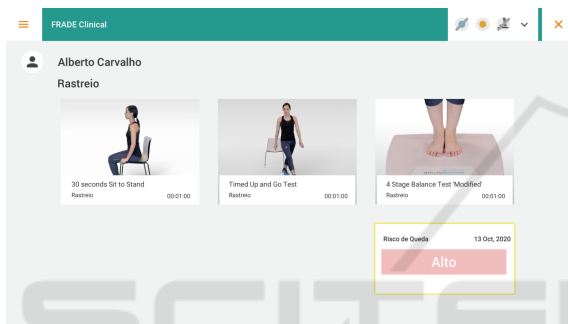 FRADE Clinical
Alberto Carvalho
Rastreio
30 seconds Sit to Stand
Rastreio 00:01:00
Timed Up and Go Test
Rastreio 00:01:00
4 Stage Balance Test 'Modified'
Rastreio 00:01:00
Risco de Queda 13 Oct, 2020
Alto